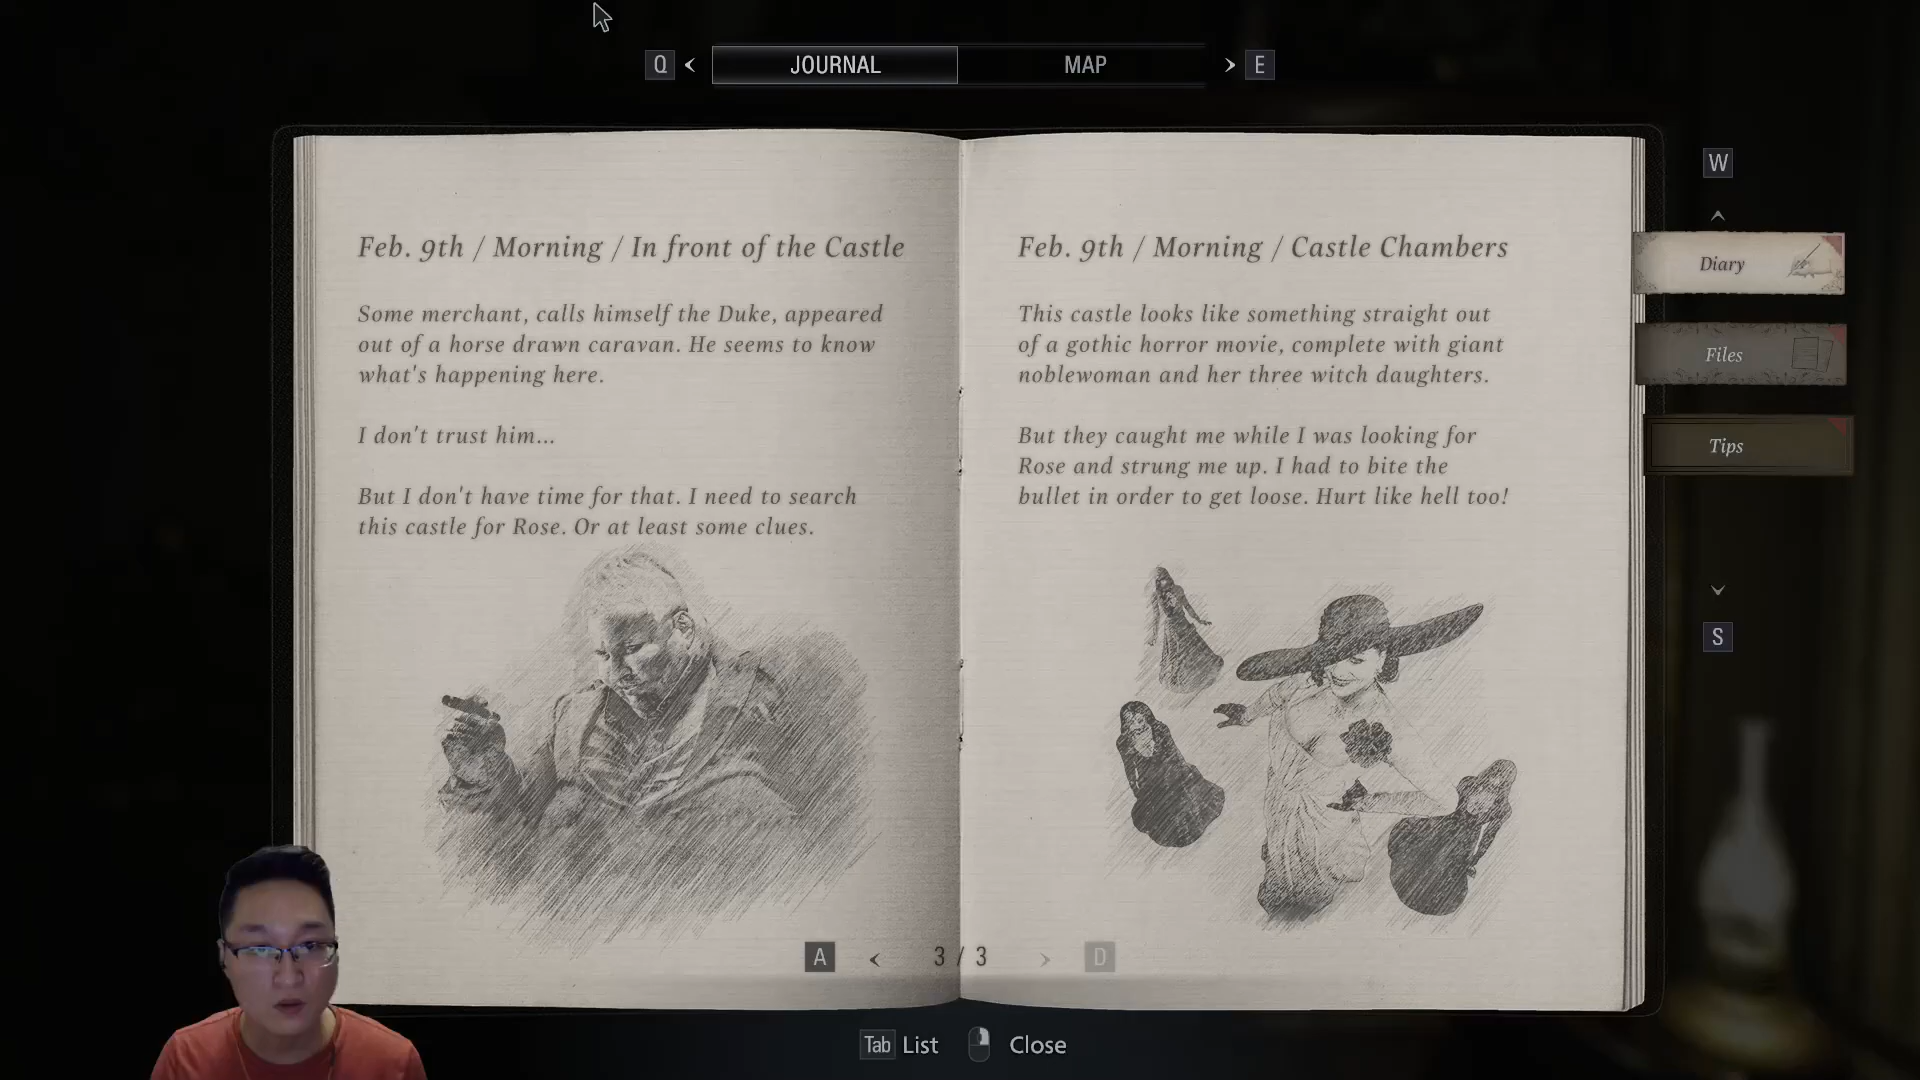 Q < JOURNAL MAP > E
Feb. 9th / Morning / In front of the Castle
Some merchant, calls himself the Duke, appeared
out of a horse drawn caravan. He seems to know
what's happening here.
I don't trust him...
But I don't have time for that. I need to search
this castle for Rose. Or at least some clues.
Feb. 9th / Morning / Castle Chambers
This castle looks like something straight out
of a gothic horror movie, complete with giant
noblewoman and her three witch daughters.
But they caught me while I was looking for
Rose and strung me up. I had to bite the
bullet in order to get loose. Hurt like hell too!
W
Diary
Files
Tips
S
A < 3 / 3 > D
Tab List Close